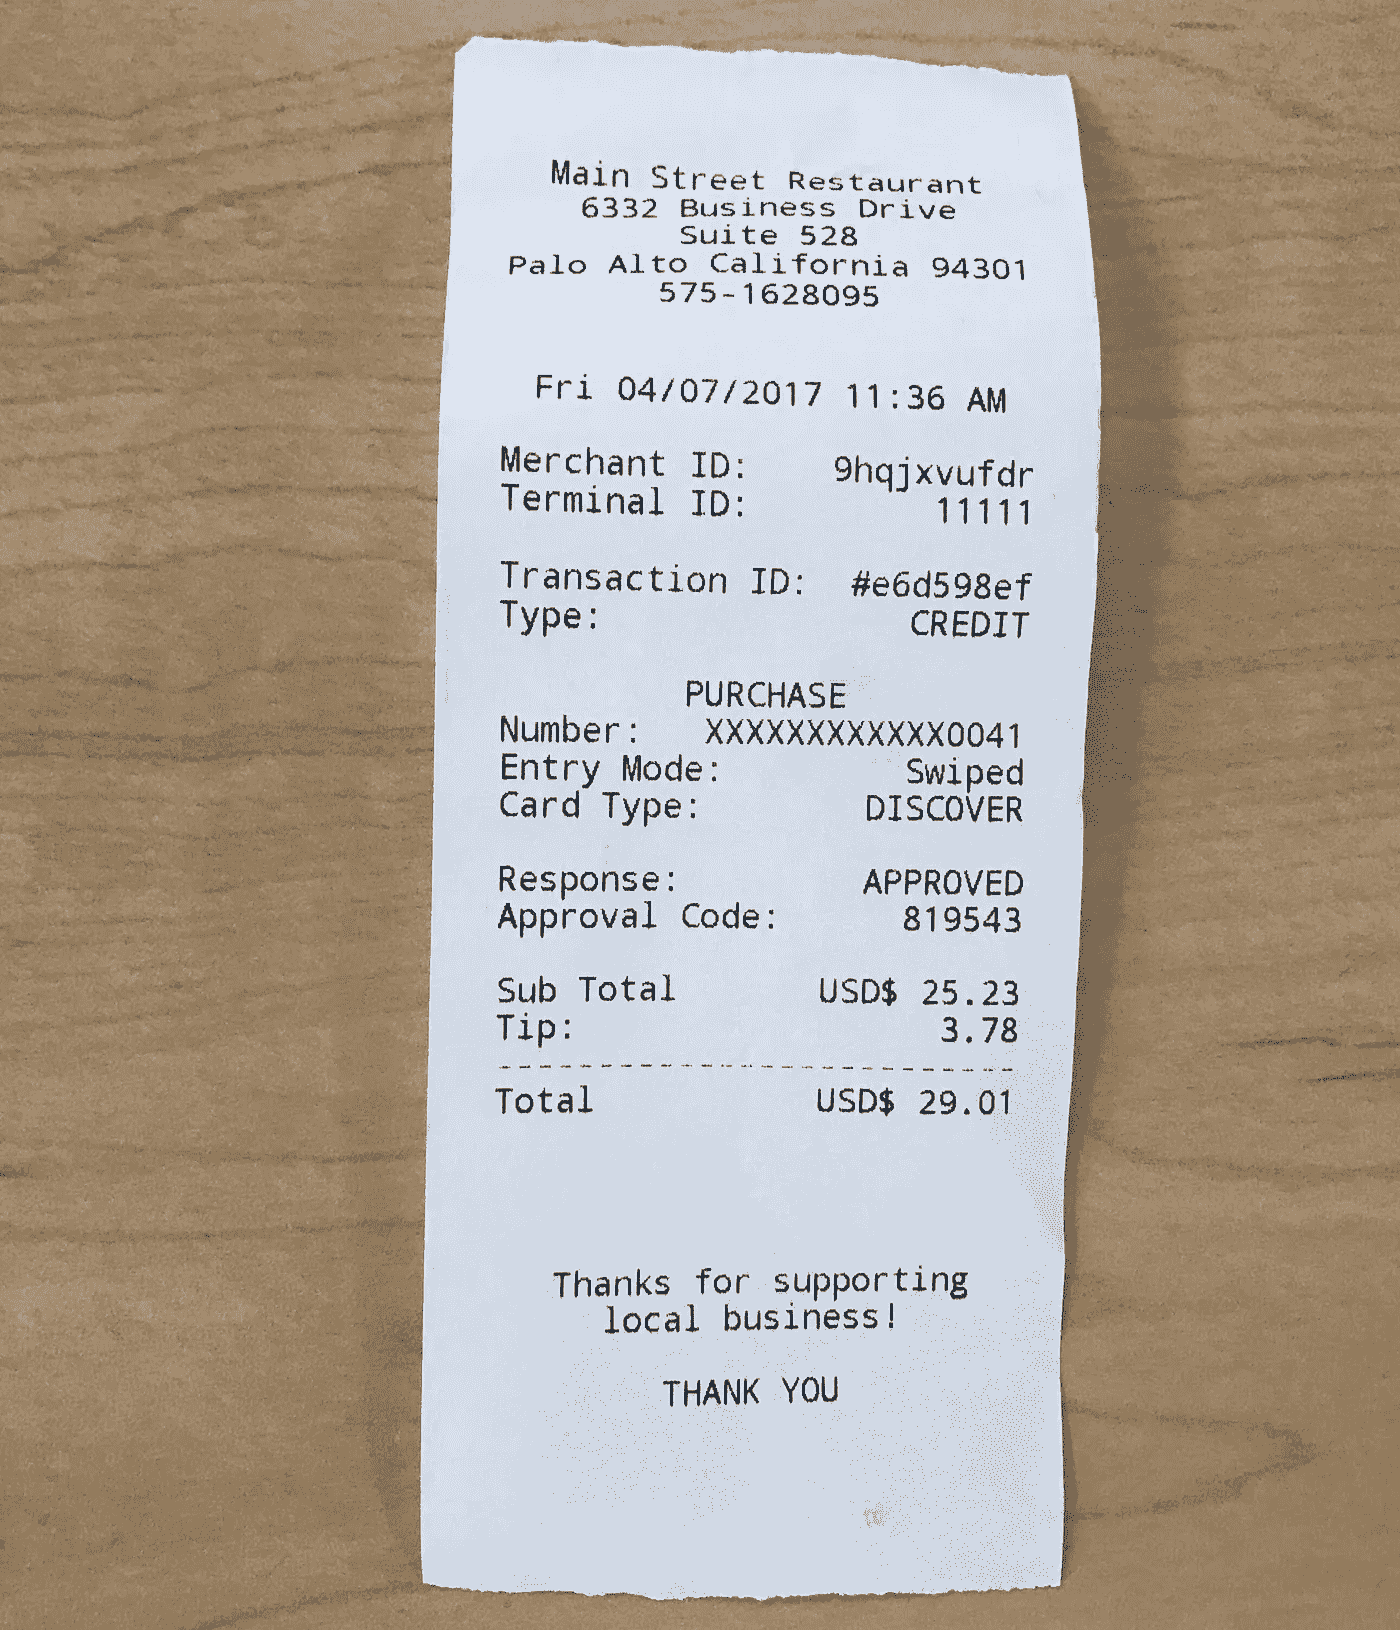 Main Street Restaurant
6332 Business Drive
Suite 528
Palo Alto California 94301
575-1628095
Fri 04/07/2017 11:36 AM
Merchant ID: 9hqjxvufdr
Terminal ID: 11111
Transaction ID: #e6d598ef
Type: CREDIT
PURCHASE
Number: XXXXXXXXXXXX0041
Entry Mode: Swiped
Card Type: DISCOVER
Response: APPROVED
Approval Code: 819543
Sub Total USD$ 25.23
Tip: 3.78
--------------------------
Total USD$ 29.01
Thanks for supporting
local business!
THANK YOU